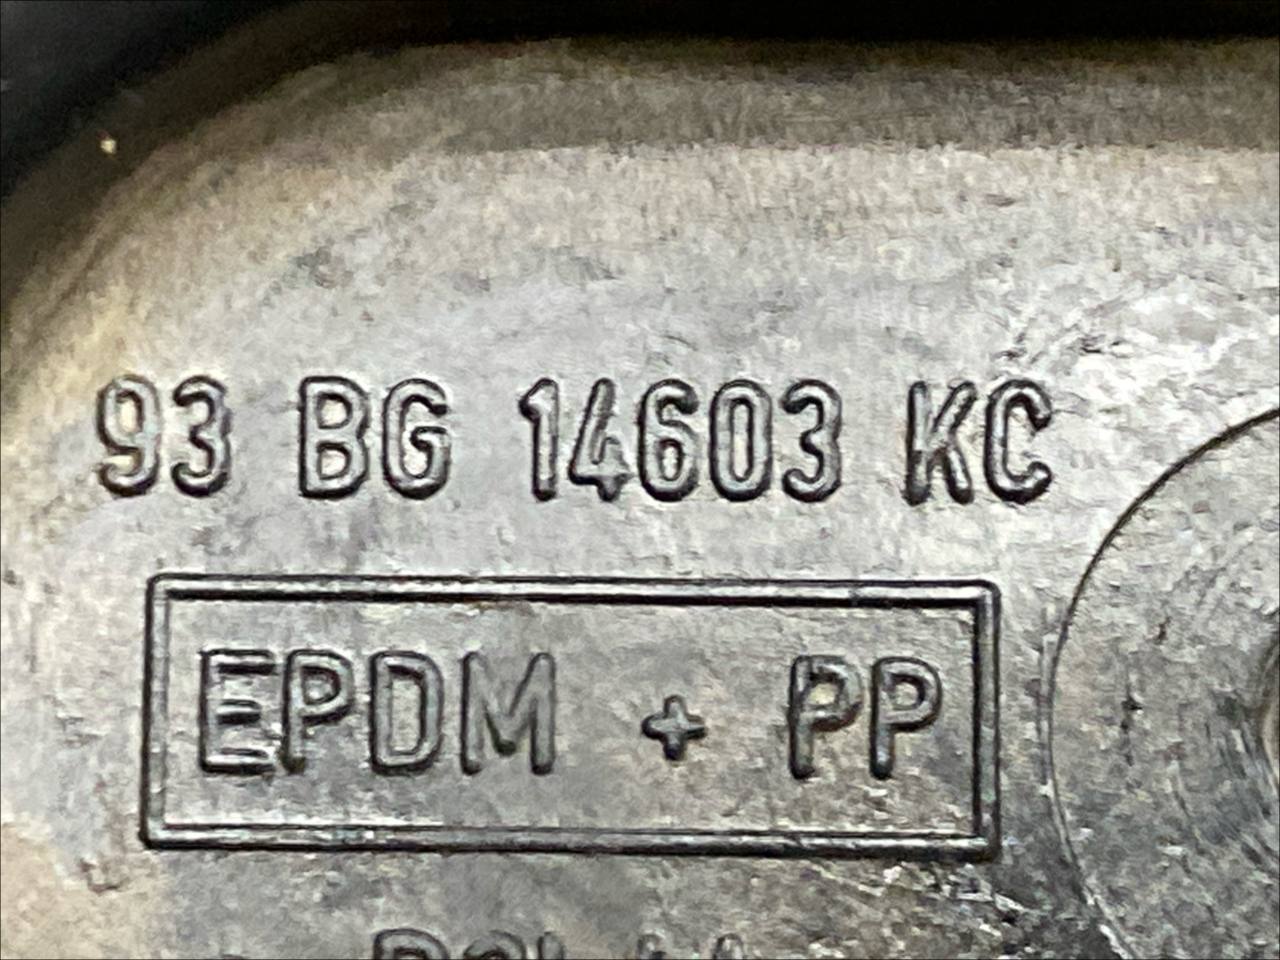 93 BG 14603 KC
EPDM + PP